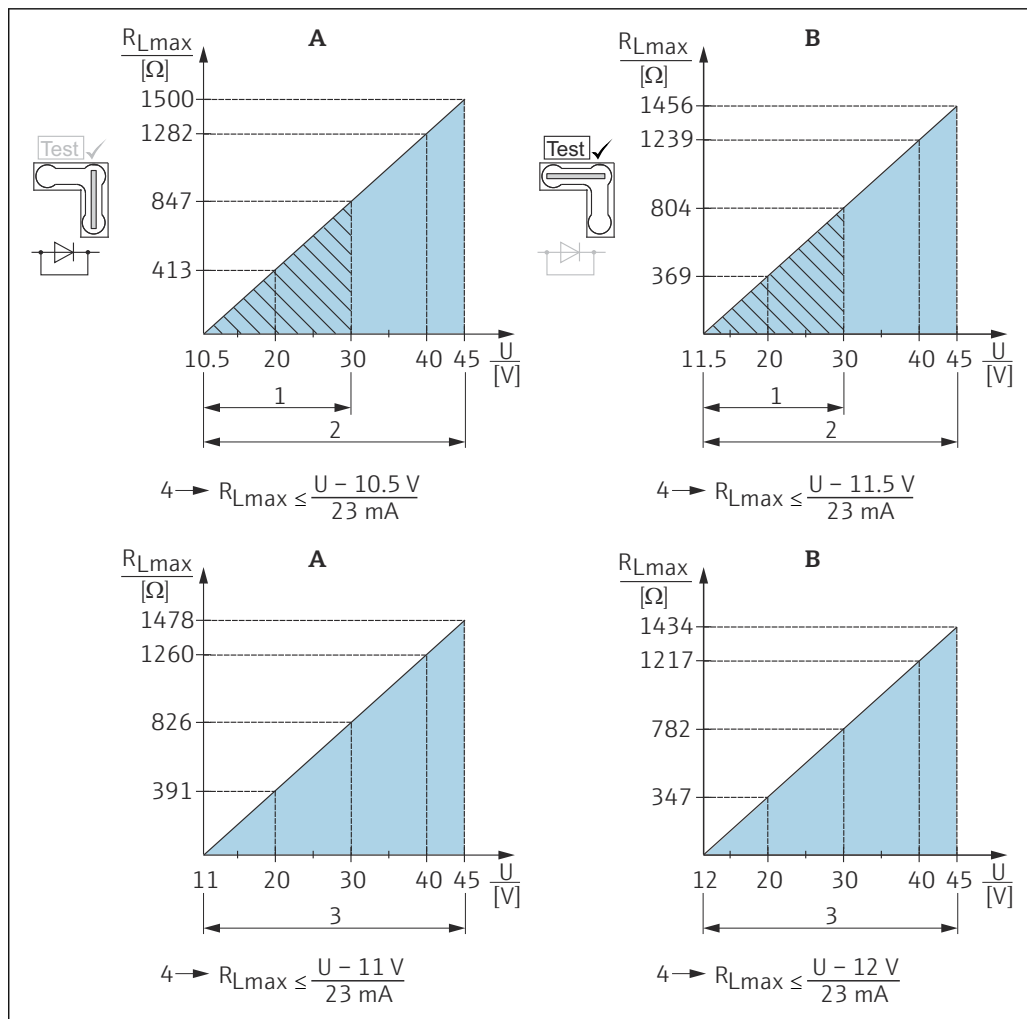 A
R_Lmax
[Ω]
1500
1282
847
413
Test
10.5 20 30 40 45 U
[V]
1
2
4 R_Lmax ≤ U – 10.5 V
23 mA
B
R_Lmax
[Ω]
1456
1239
804
369
Test
11.5 20 30 40 45 U
[V]
1
2
4 R_Lmax ≤ U – 11.5 V
23 mA
A
R_Lmax
[Ω]
1478
1260
826
391
11 20 30 40 45 U
[V]
3
4 R_Lmax ≤ U – 11 V
23 mA
B
R_Lmax
[Ω]
1434
1217
782
347
12 20 30 40 45 U
[V]
3
4 R_Lmax ≤ U – 12 V
23 mA